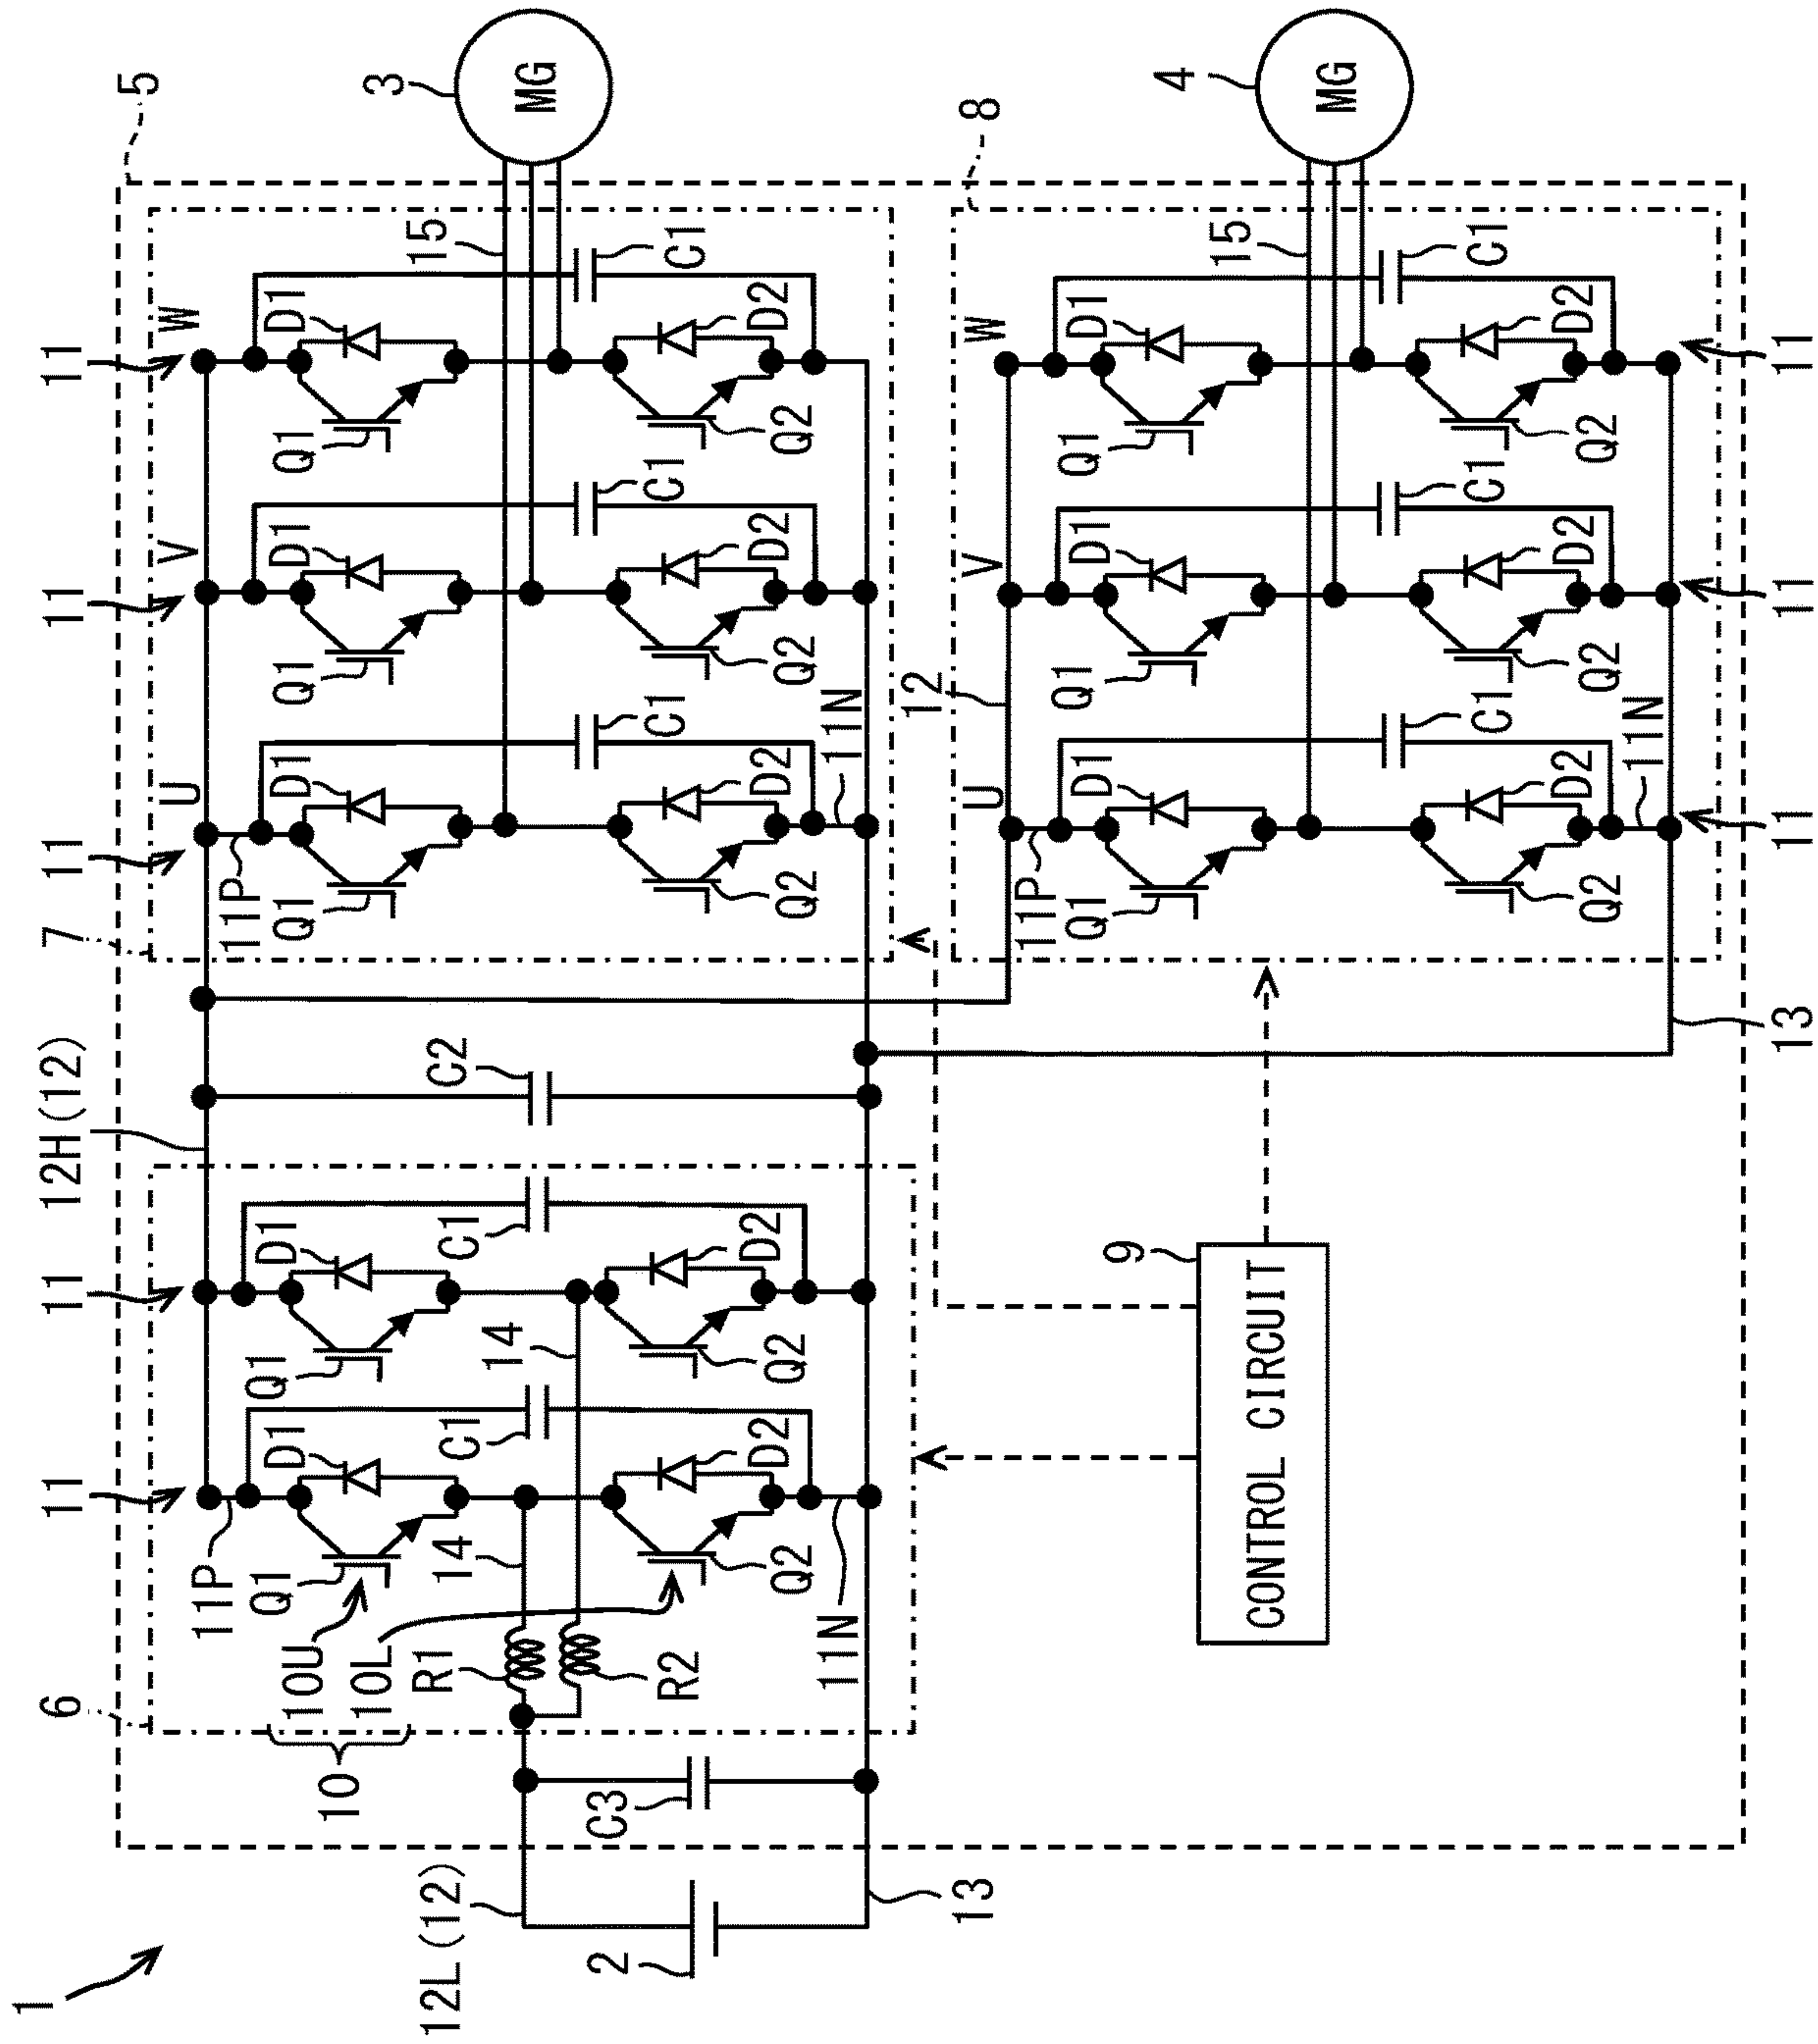 1
6
11
11
12H(12)
7
11
11
11
5
U
V
W
11P
11P
Q1
D1
Q1
D1
Q1
D1
Q1
D1
Q1
D1
10U
10
10L
3
12L(12)
R1
14
C1
14
C1
C2
15
MG
2
C3
R2
C1
C1
C1
Q2
D2
Q2
D2
Q2
D2
Q2
D2
Q2
D2
11N
11N
12
13
8
U
V
W
11P
Q1
D1
Q1
D1
Q1
D1
9
4
15
CONTROL CIRCUIT
MG
C1
C1
C1
Q2
D2
Q2
D2
Q2
D2
11N
13
11
11
11